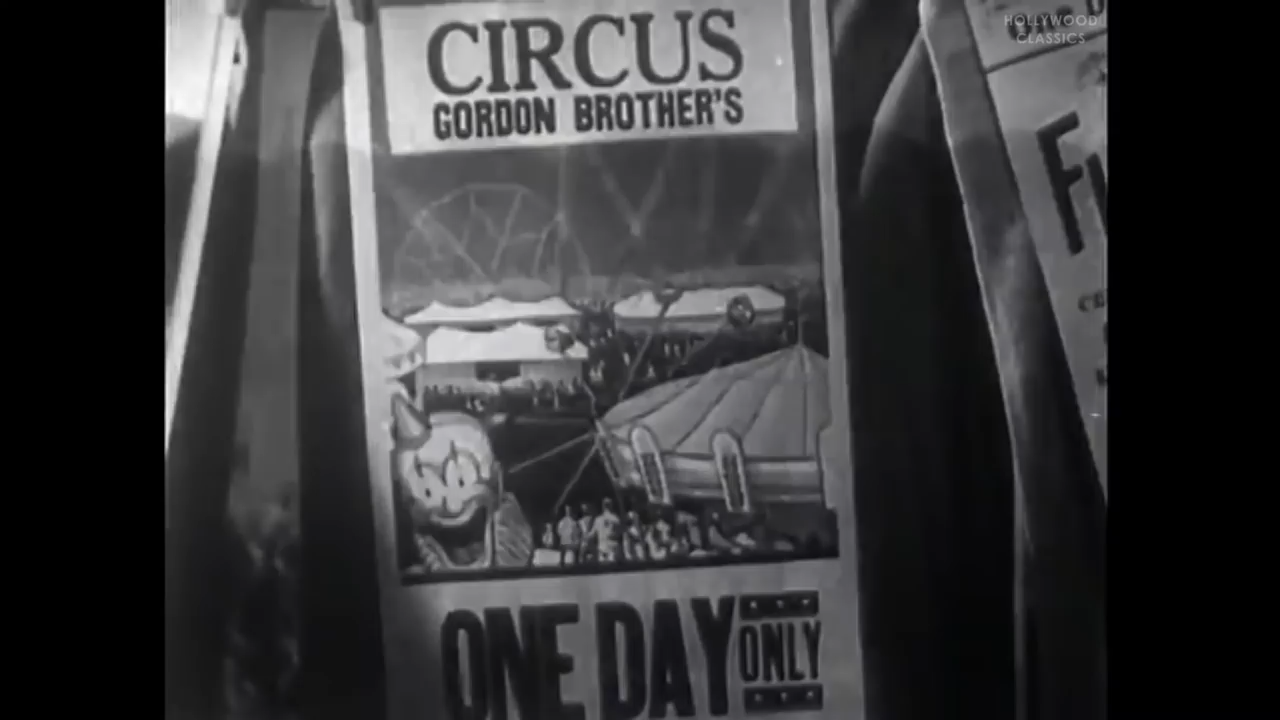 CIRCUS
GORDON BROTHER'S
ONE DAY
ONLY
HOLLYWOOD
CLASSICS